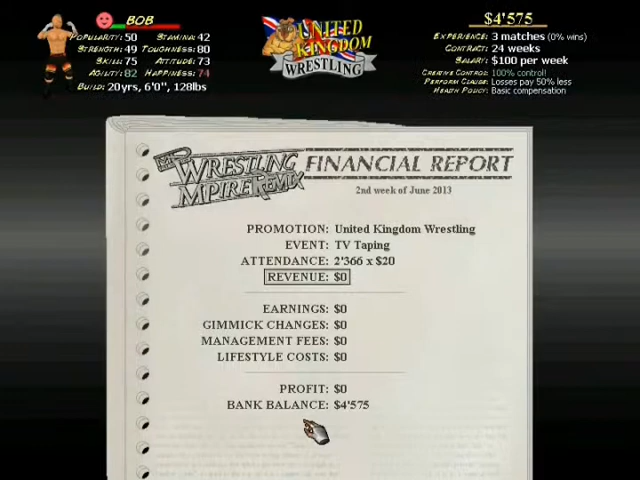 BOB
POPULARITY: 50 STAMINA: 42
STRENGTH: 49 TOUGHNESS: 80
SKILL: 75 ATTITUDE: 73
AGILITY: 82 HAPPINESS: 74
BUILD: 20yrs, 6'0", 128lbs
UNITED
KINGDOM
WRESTLING
$4'575
EXPERIENCE: 3 matches (0% wins)
CONTRACT: 24 weeks
SALARY: $100 per week
CREATIVE CONTROL: 100% control!
PERFORM CLAUSE: Losses pay 50% less
HEALTH POLICY: Basic compensation
WRESTLING
MPIRE REMIX
FINANCIAL REPORT
2nd week of June 2013
PROMOTION: United Kingdom Wrestling
EVENT: TV Taping
ATTENDANCE: 2'366 x $20
REVENUE: $0
EARNINGS: $0
GIMMICK CHANGES: $0
MANAGEMENT FEES: $0
LIFESTYLE COSTS: $0
PROFIT: $0
BANK BALANCE: $4'575